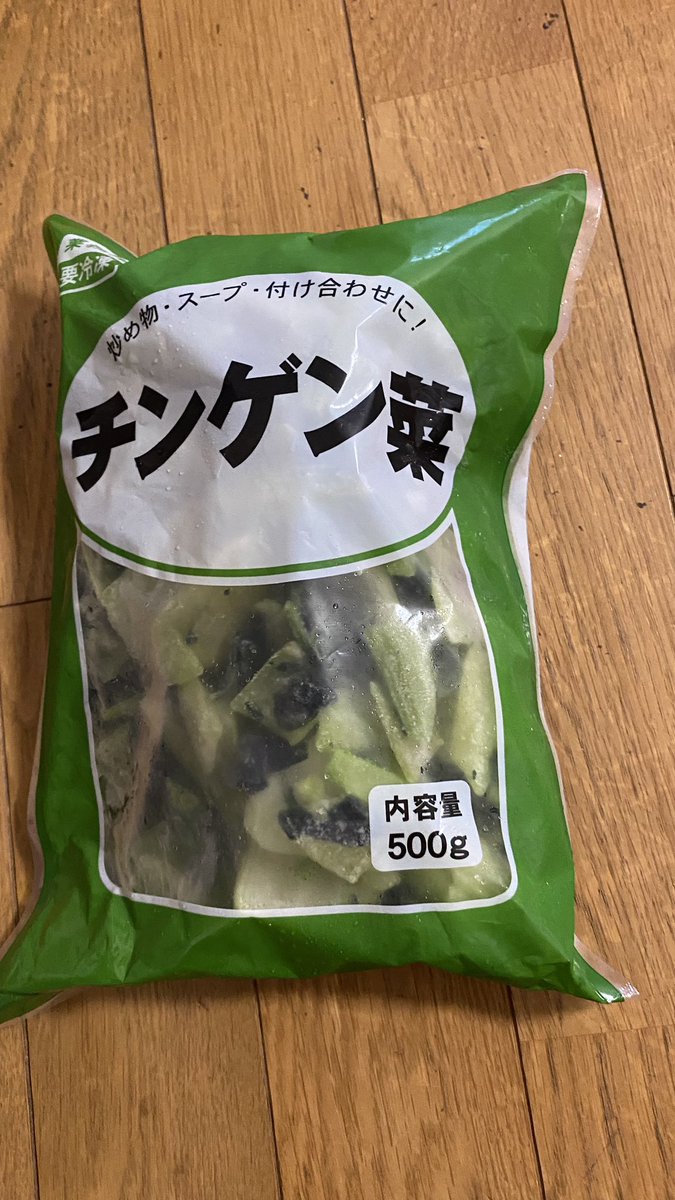 要冷凍
炒め物・スープ・付け合わせに!
チンゲン菜
内容量
500g